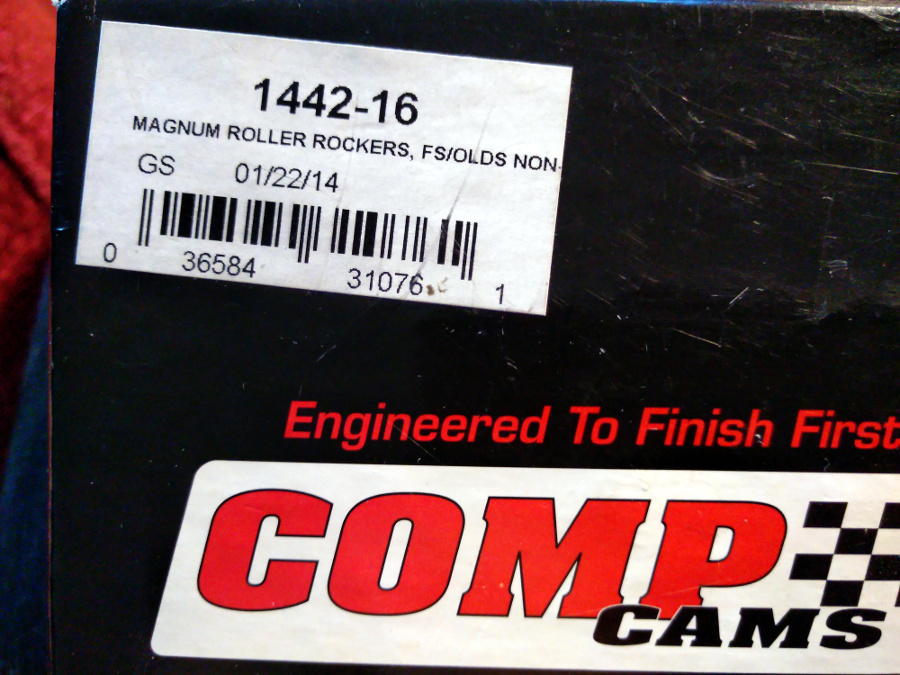 1442-16
MAGNUM ROLLER ROCKERS, FS/OLDS NON-
GS 01/22/14
0 36584 31076 1
Engineered To Finish First
COMP
CAMS